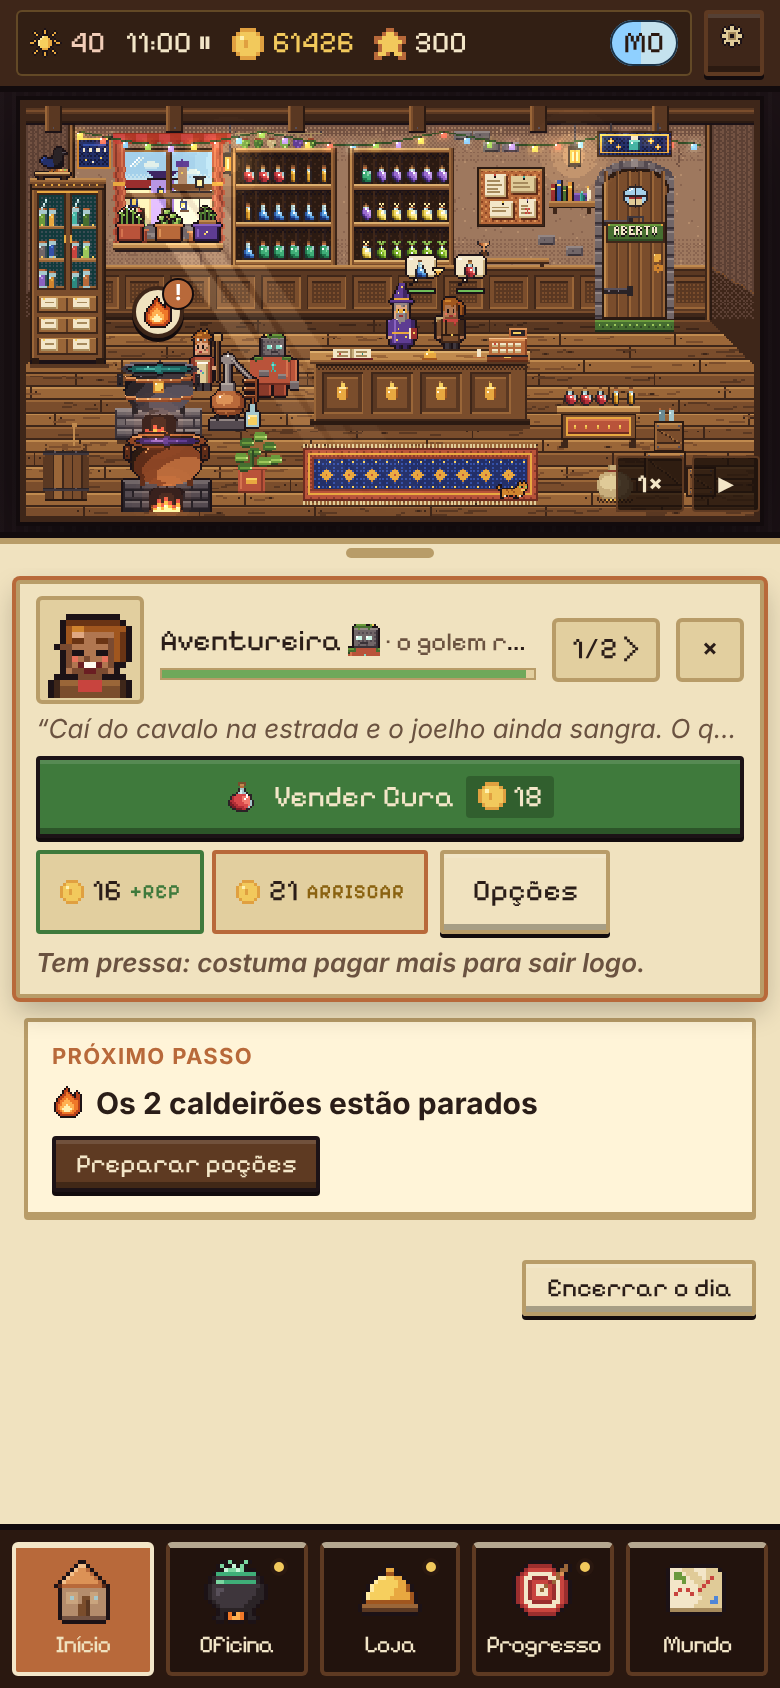 40 11:00 61426 300 MO
ABERTO
!
1× ▶
Aventureira · o golem r... 1/2 > ×
“Caí do cavalo na estrada e o joelho ainda sangra. O q...
Vender Cura 18
16 +REP 21 ARRISCAR Opções
Tem pressa: costuma pagar mais para sair logo.
PRÓXIMO PASSO
Os 2 caldeirões estão parados
Preparar poções
Encerrar o dia
Início Oficina Loja Progresso Mundo